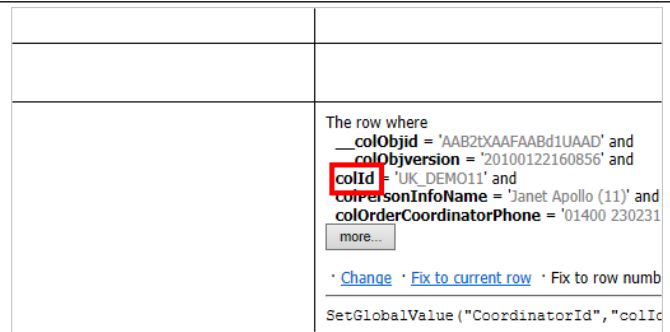 The row where
__colObjid = 'AAB2tXAAFAABd1UAAD' and
__colObjversion = '20100122160856' and
colId = 'UK_DEMO11' and
colPersonInfoName = 'Janet Apollo (11)' and
colOrderCoordinatorPhone = '01400 230231
more...
· Change · Fix to current row · Fix to row numb
SetGlobalValue("CoordinatorId","colId